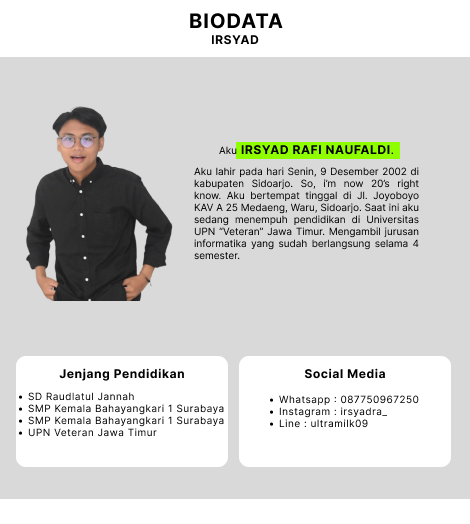 BIODATA
IRSYAD
Aku IRSYAD RAFI NAUFALDI.
Aku lahir pada hari Senin, 9 Desember 2002 di
kabupaten Sidoarjo. So, i'm now 20's right
know. Aku bertempat tinggal di Jl. Joyoboyo
KAV A 25 Medaeng, Waru, Sidoarjo. Saat ini aku
sedang menempuh pendidikan di Universitas
UPN "Veteran" Jawa Timur. Mengambil jurusan
informatika yang sudah berlangsung selama 4
semester.
Jenjang Pendidikan
• SD Raudlatul Jannah
• SMP Kemala Bahayangkari 1 Surabaya
• SMP Kemala Bahayangkari 1 Surabaya
• UPN Veteran Jawa Timur
Social Media
• Whatsapp : 087750967250
• Instagram : irsyadra_
• Line : ultramilk09